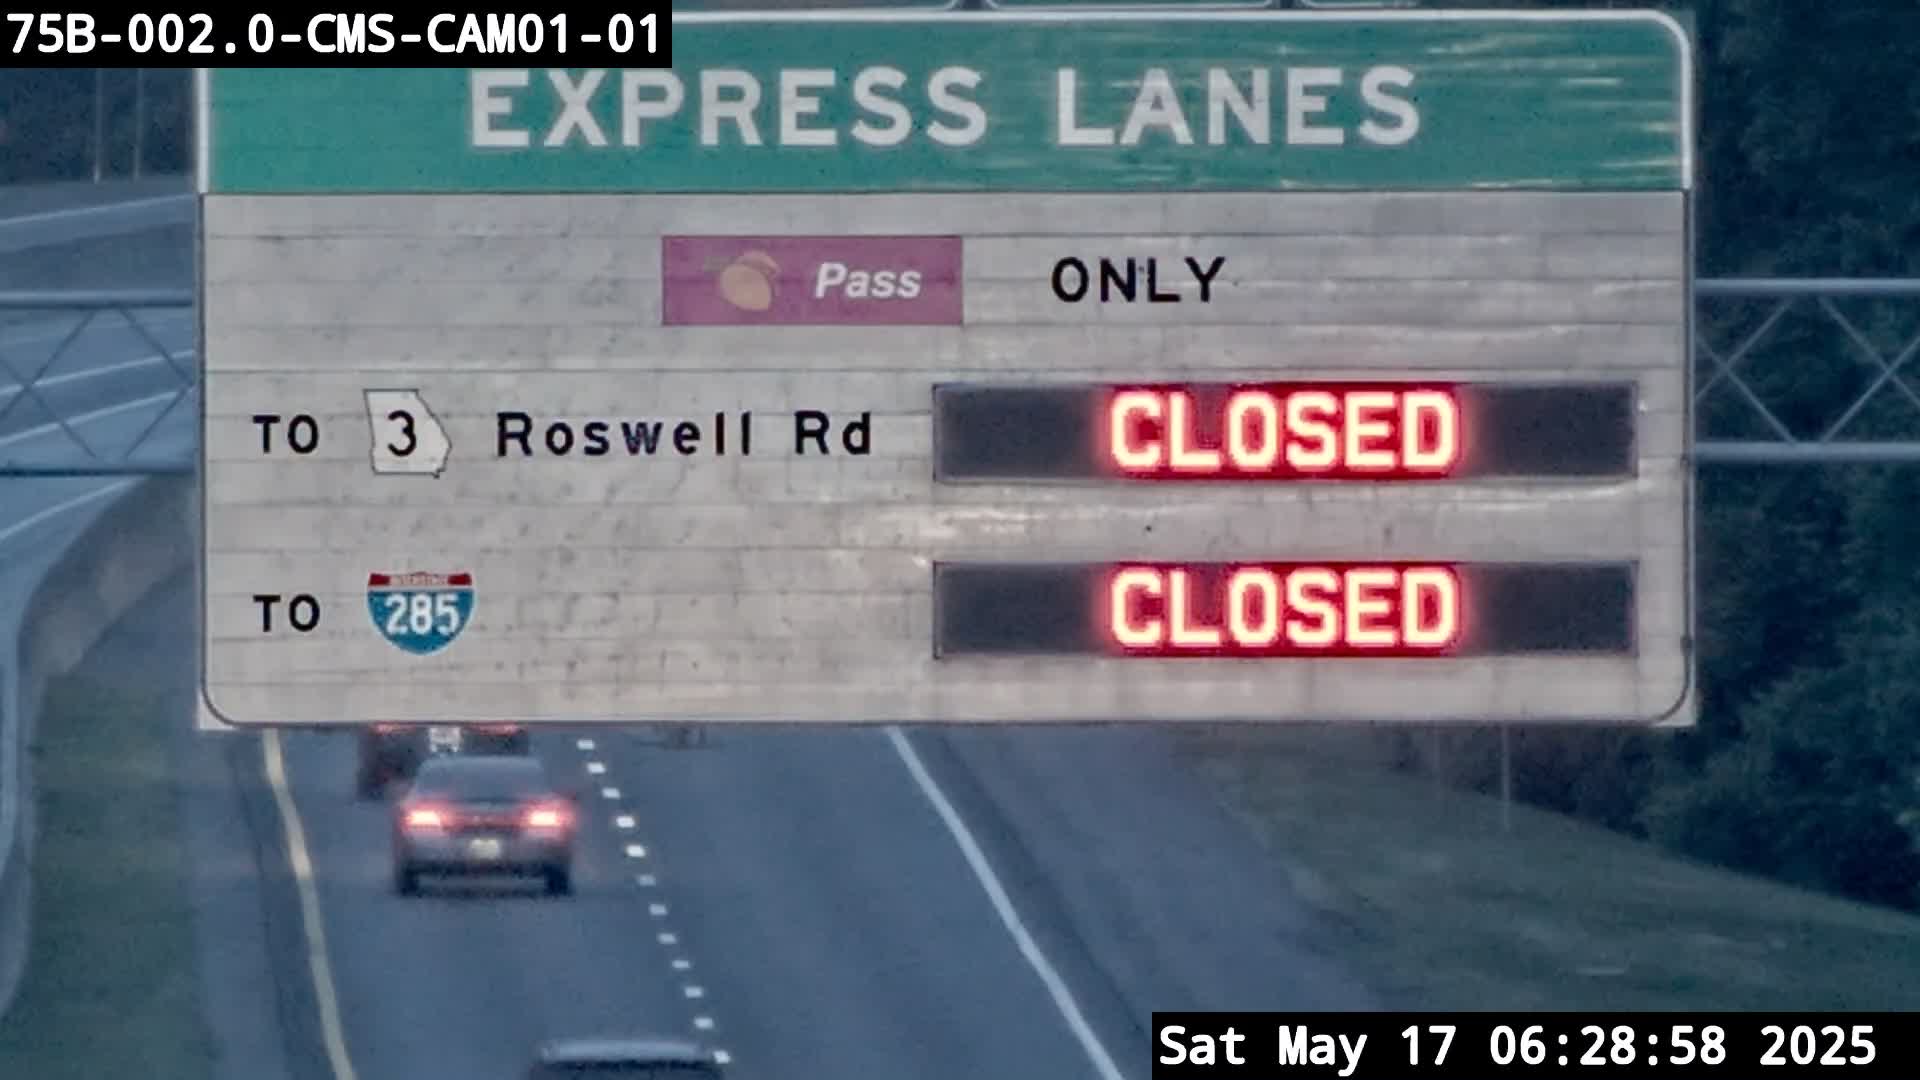 75B-002.0-CMS-CAM01-01
EXPRESS LANES
Pass ONLY
TO 3 Roswell Rd CLOSED
INTERSTATE
TO 285 CLOSED
Sat May 17 06:28:58 2025